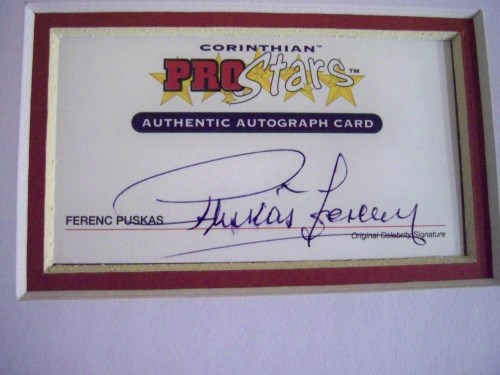 CORINTHIAN™
PRO Stars™
AUTHENTIC AUTOGRAPH CARD
FERENC PUSKAS Puskás Ferenc
Original Celebrity Signature